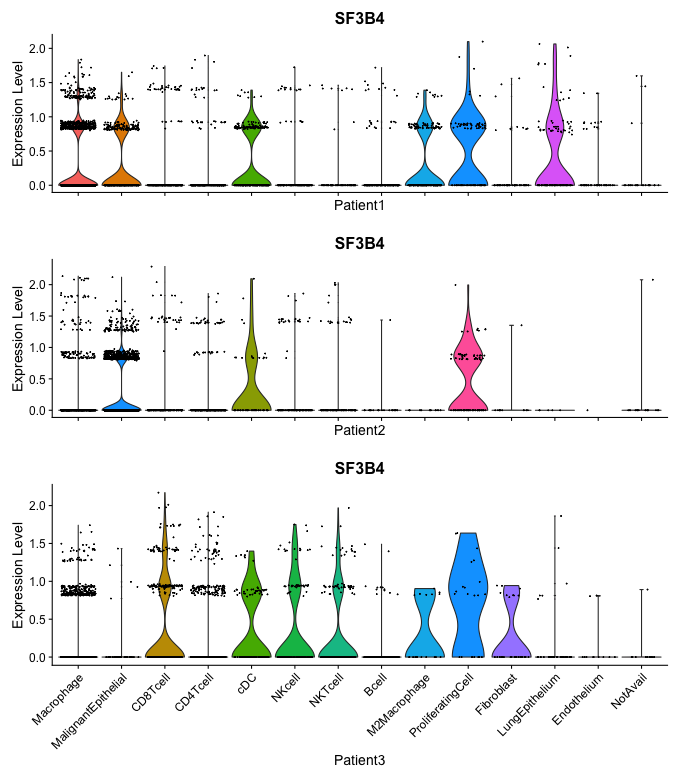 SF3B4
Expression Level
2.0
1.5
1.0
0.5
0.0
Patient1
SF3B4
Expression Level
2.0
1.5
1.0
0.5
0.0
Patient2
SF3B4
Expression Level
2.0
1.5
1.0
0.5
0.0
Macrophage
MalignantEpithelial
CD8Tcell
CD4Tcell
cDC
NKcell
NKTcell
Bcell
M2Macrophage
ProliferatingCell
Fibroblast
LungEpithelium
Endothelium
NotAvail
Patient3